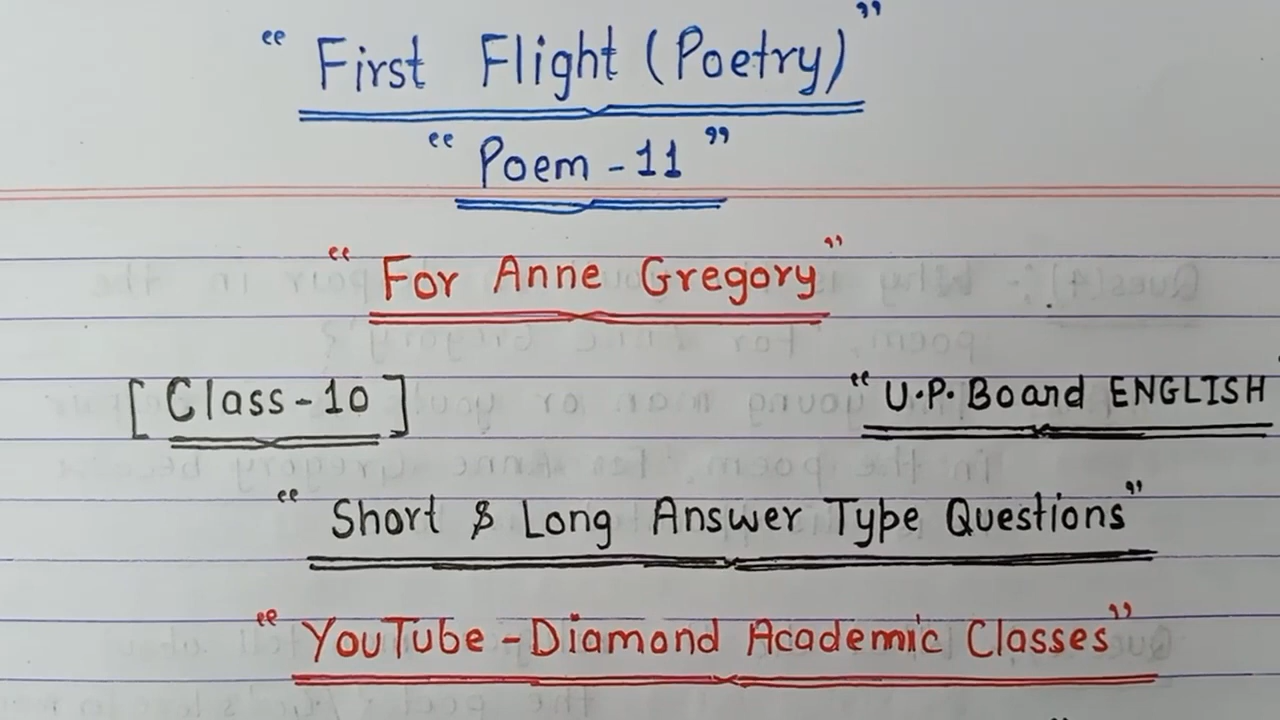 “First Flight (Poetry)”
“Poem - 11”
“For Anne Gregory”
[Class-10] “U.P. Board ENGLISH
“Short & Long Answer Type Questions”
“YouTube - Diamond Academic Classes”